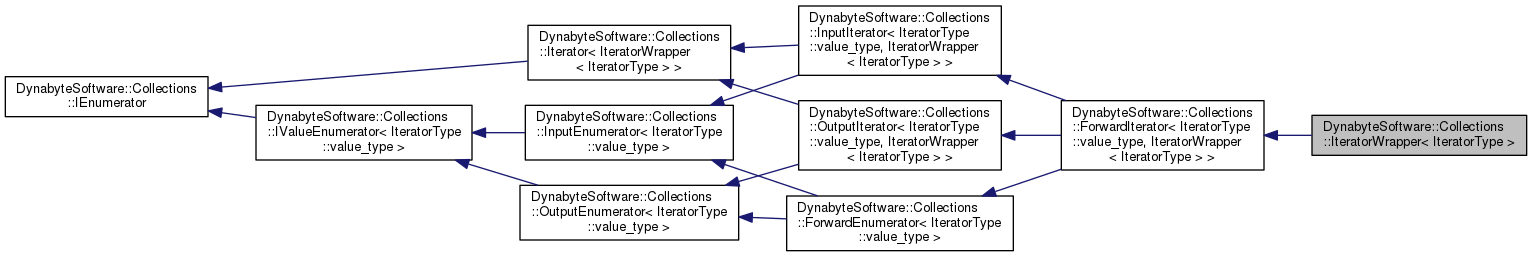 DynabyteSoftware::Collections
::IEnumerator
DynabyteSoftware::Collections
::Iterator< IteratorWrapper
< IteratorType > >
DynabyteSoftware::Collections
::IValueEnumerator< IteratorType
::value_type >
DynabyteSoftware::Collections
::InputEnumerator< IteratorType
::value_type >
DynabyteSoftware::Collections
::OutputEnumerator< IteratorType
::value_type >
DynabyteSoftware::Collections
::InputIterator< IteratorType
::value_type, IteratorWrapper
< IteratorType > >
DynabyteSoftware::Collections
::OutputIterator< IteratorType
::value_type, IteratorWrapper
< IteratorType > >
DynabyteSoftware::Collections
::ForwardEnumerator< IteratorType
::value_type >
DynabyteSoftware::Collections
::ForwardIterator< IteratorType
::value_type, IteratorWrapper
< IteratorType > >
DynabyteSoftware::Collections
::IteratorWrapper< IteratorType >